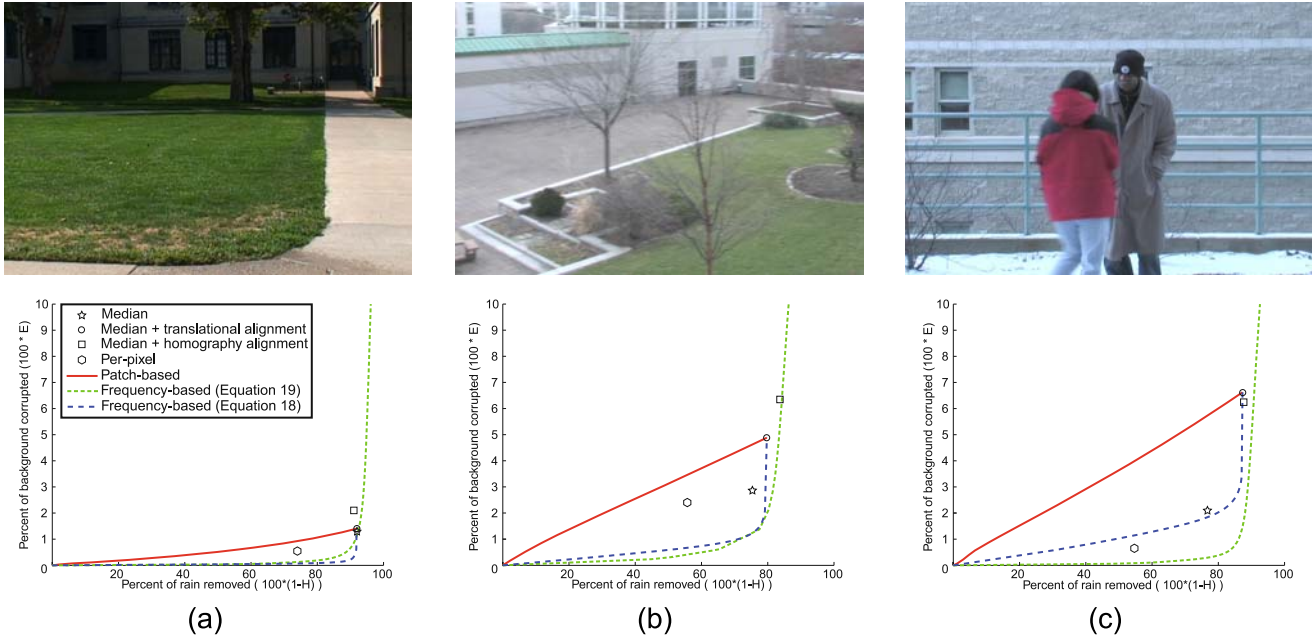 10
9
8
7
6
5
4
3
2
1
0
Percent of background corrupted (100 * E)
Median
Median + translational alignment
Median + homography alignment
Per-pixel
Patch-based
Frequency-based (Equation 19)
Frequency-based (Equation 18)
20 40 60 80 100
Percent of rain removed ( 100*(1-H))
(a)
10
9
8
7
6
5
4
3
2
1
0
Percent of background corrupted (100 * E)
20 40 60 80 100
Percent of rain removed ( 100*(1-H))
(b)
10
9
8
7
6
5
4
3
2
1
0
Percent of background corrupted (100 * E)
20 40 60 80 100
Percent of rain removed ( 100*(1-H))
(c)